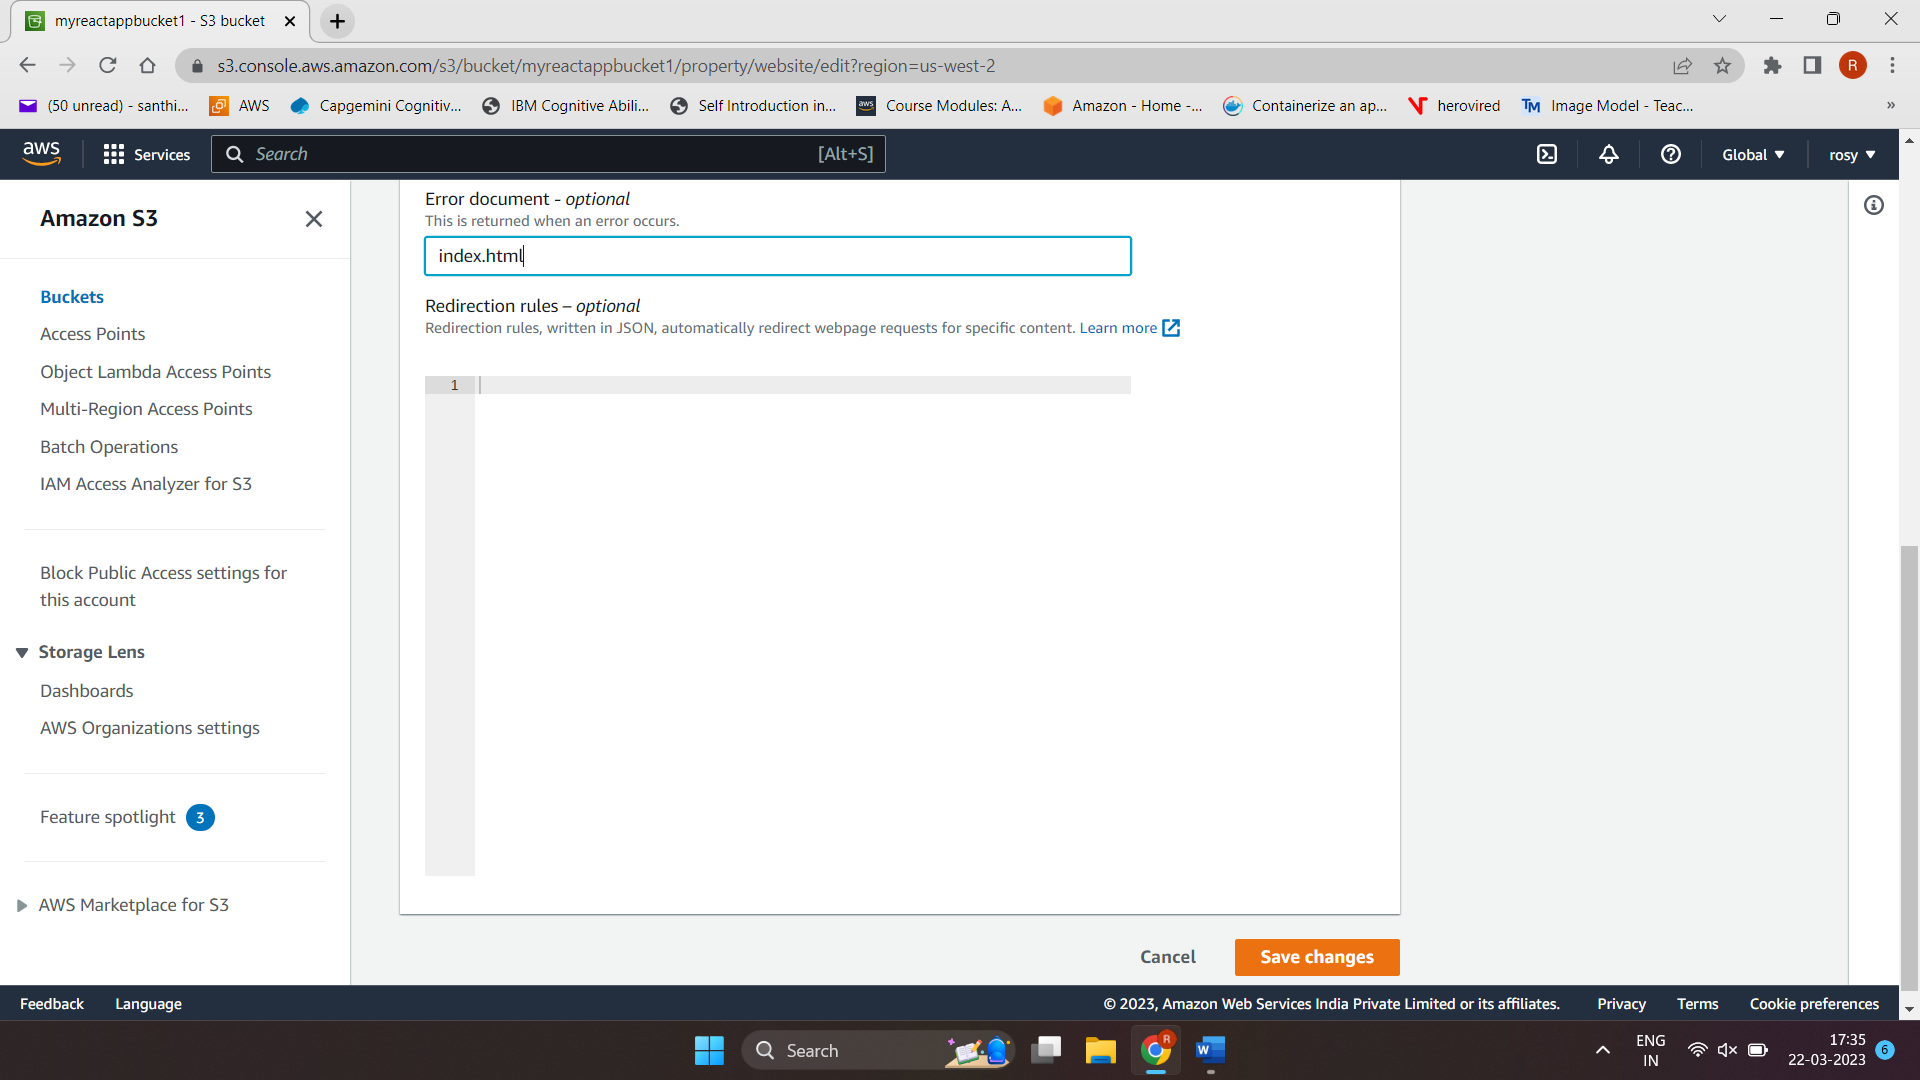 myreactappbucket1 - S3 bucket
s3.console.aws.amazon.com/s3/bucket/myreactappbucket1/property/website/edit?region=us-west-2
R
(50 unread) - santhi...
AWS
Capgemini Cognitiv...
IBM Cognitive Abili...
Self Introduction in...
aws
Course Modules: A...
Amazon - Home -...
Containerize an ap...
herovired
TM
Image Model - Teac...
»
aws
Services
Search
[Alt+S]
Global
rosy
Amazon S3
Buckets
Access Points
Object Lambda Access Points
Multi-Region Access Points
Batch Operations
IAM Access Analyzer for S3
Block Public Access settings for
this account
Storage Lens
Dashboards
AWS Organizations settings
Feature spotlight 3
AWS Marketplace for S3
Error document - optional
This is returned when an error occurs.
index.html
Redirection rules – optional
Redirection rules, written in JSON, automatically redirect webpage requests for specific content. Learn more
1
Cancel
Save changes
Feedback
Language
© 2023, Amazon Web Services India Private Limited or its affiliates.
Privacy
Terms
Cookie preferences
Search
R
W
ENG
IN
17:35
22-03-2023
6